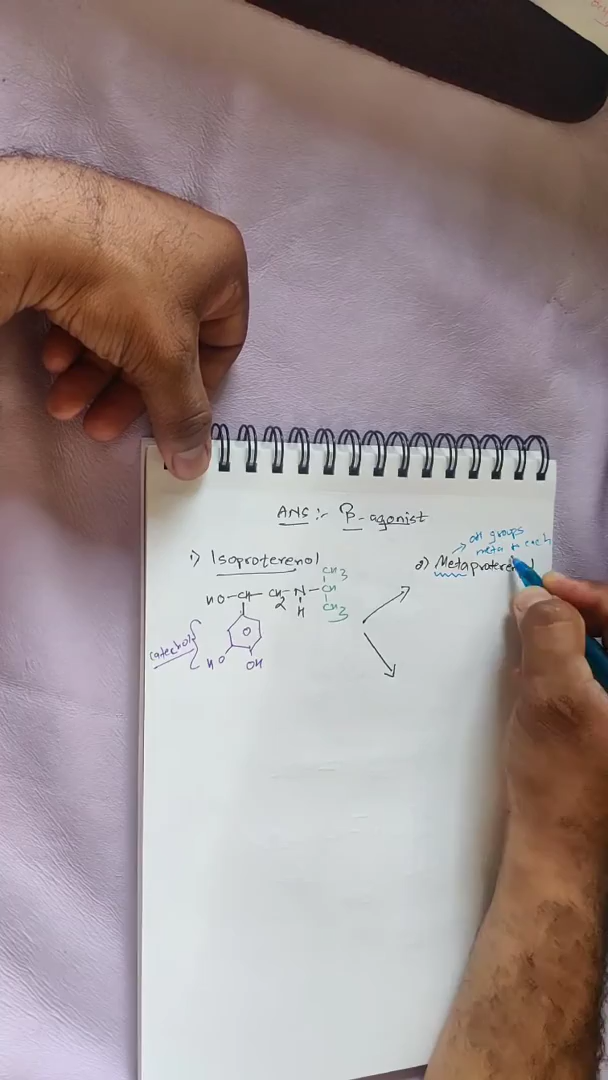 ANS :- β-agonist
1) Isoproterenol
CH3
HO-CH-CH2-N-CH
H
CH3
catechol
HO
OH
all groups
meta to each
2) Metaproterenol